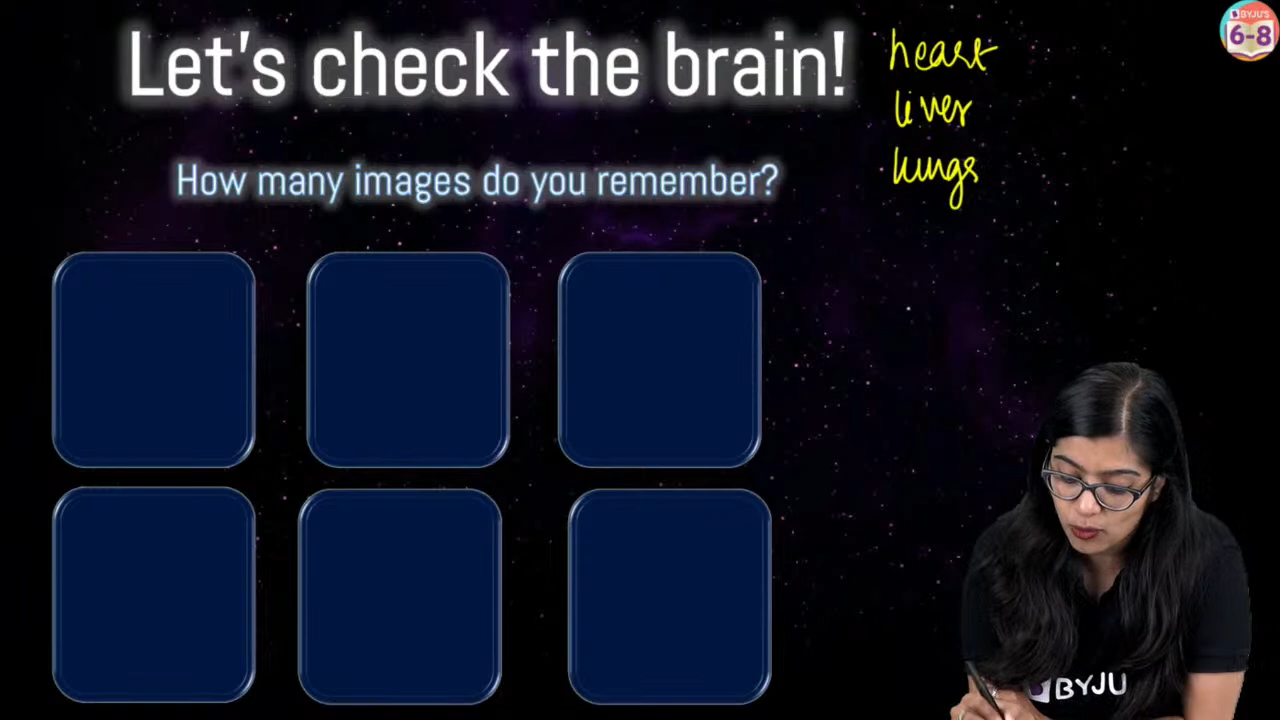 Let's check the brain!
How many images do you remember?
heart
liver
lungs
BYJU'S
6-8
BYJU